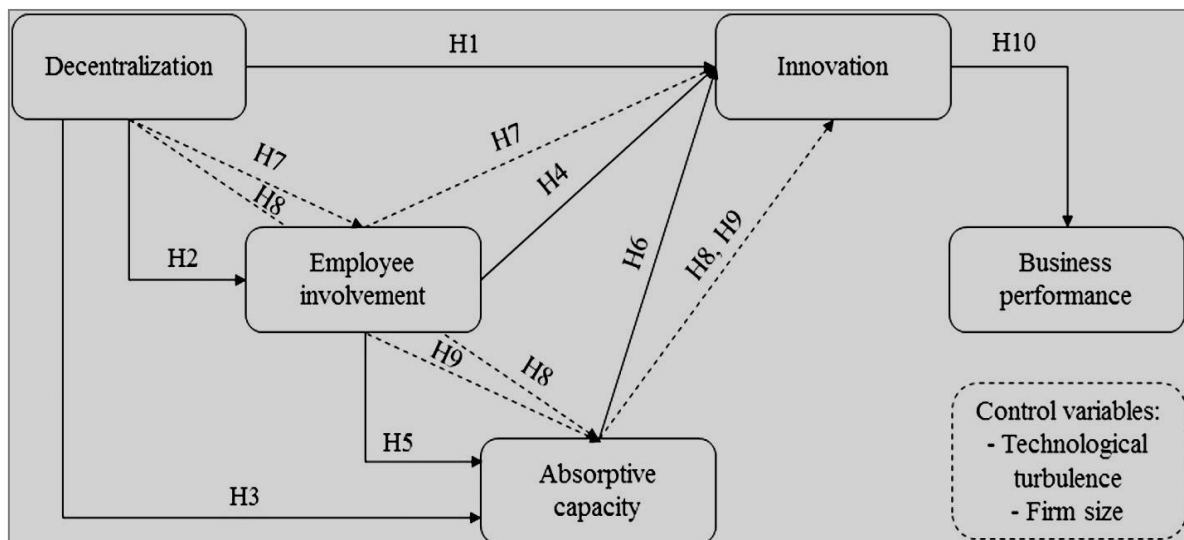 H1
H10
Decentralization
Innovation
H7
H7
H8
H4
H2
Employee
involvement
H6
H8, H9
Business
performance
H9
H8
H5
Control variables:
- Technological
turbulence
- Firm size
Absorptive
capacity
H3